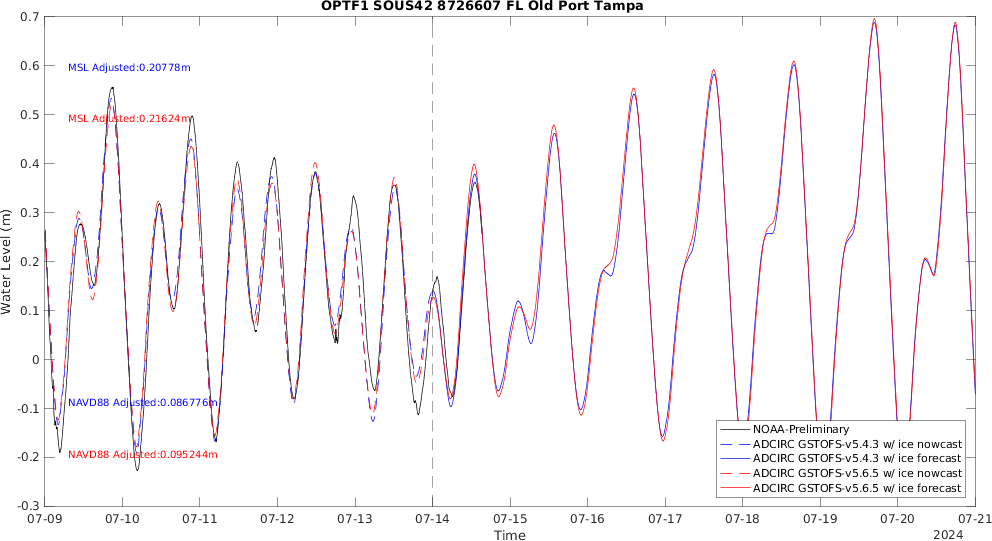 OPTF1 SOUS42 8726607 FL Old Port Tampa
0.7
0.6
0.5
0.4
0.3
0.2
0.1
0
-0.1
-0.2
-0.3
Water Level (m)
MSL Adjusted:0.20778m
MSL Adjusted:0.21624m
NAVD88 Adjusted:0.086776m
NAVD88 Adjusted:0.095244m
NOAA-Preliminary
ADCIRC GSTOFS-v5.4.3 w/ ice nowcast
ADCIRC GSTOFS-v5.4.3 w/ ice forecast
ADCIRC GSTOFS-v5.6.5 w/ ice nowcast
ADCIRC GSTOFS-v5.6.5 w/ ice forecast
07-09 07-10 07-11 07-12 07-13 07-14 07-15 07-16 07-17 07-18 07-19 07-20 07-21
Time
2024